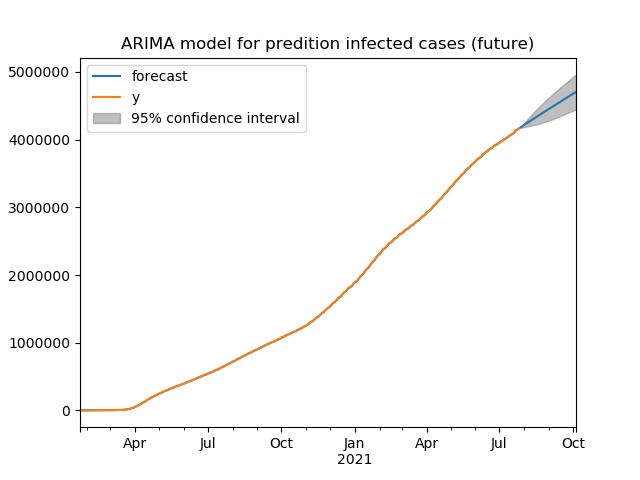 ARIMA model for predition infected cases (future)
forecast
y
95% confidence interval
5000000
4000000
3000000
2000000
1000000
0
Apr Jul Oct Jan Apr Jul Oct
2021